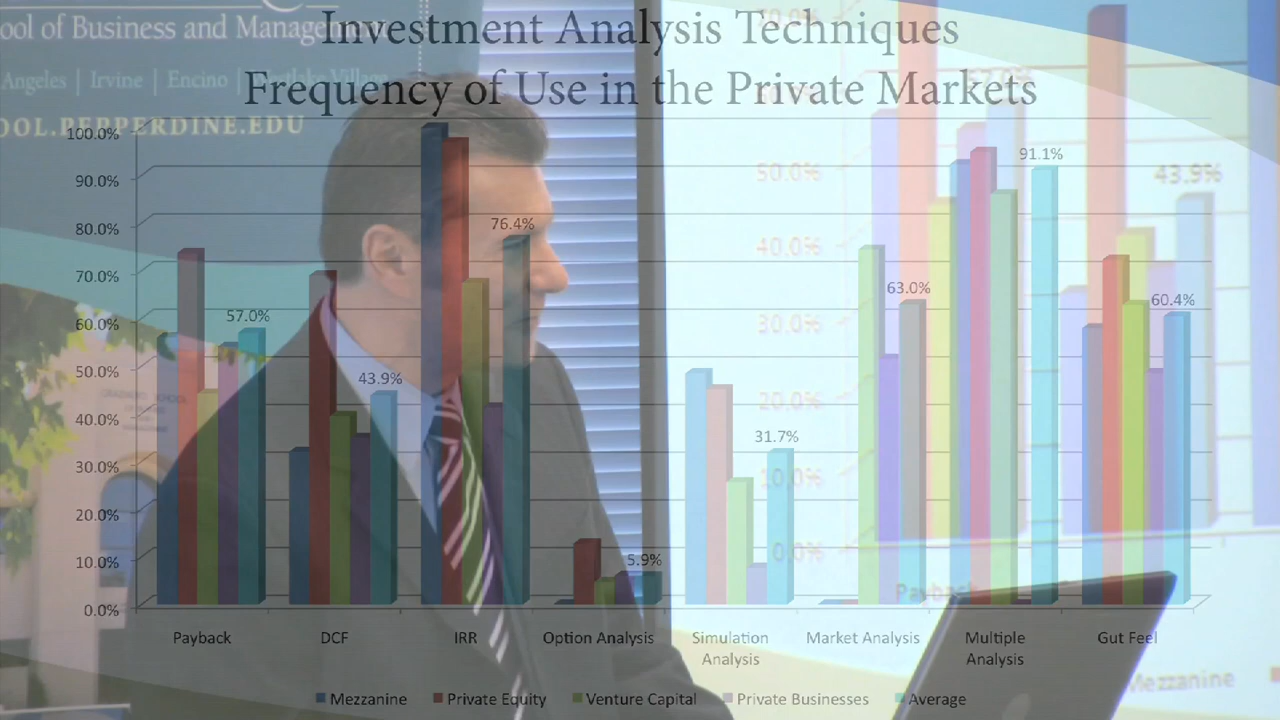 ool of Business and Management
Angeles | Irvine | Encino | Westlake Village
OOL.PEPPERDINE.EDU
Investment Analysis Techniques
Frequency of Use in the Private Markets
100.0%
90.0%
80.0%
70.0%
60.0%
50.0%
40.0%
30.0%
20.0%
10.0%
0.0%
57.0%
43.9%
76.4%
5.9%
31.7%
63.0%
91.1%
60.4%
Payback
DCF
IRR
Option Analysis
Simulation
Analysis
Market Analysis
Multiple
Analysis
Gut Feel
Mezzanine
Private Equity
Venture Capital
Private Businesses
Average
50.0%
40.0%
30.0%
20.0%
10.0%
0.0%
43.9%
Payback
Mezzanine